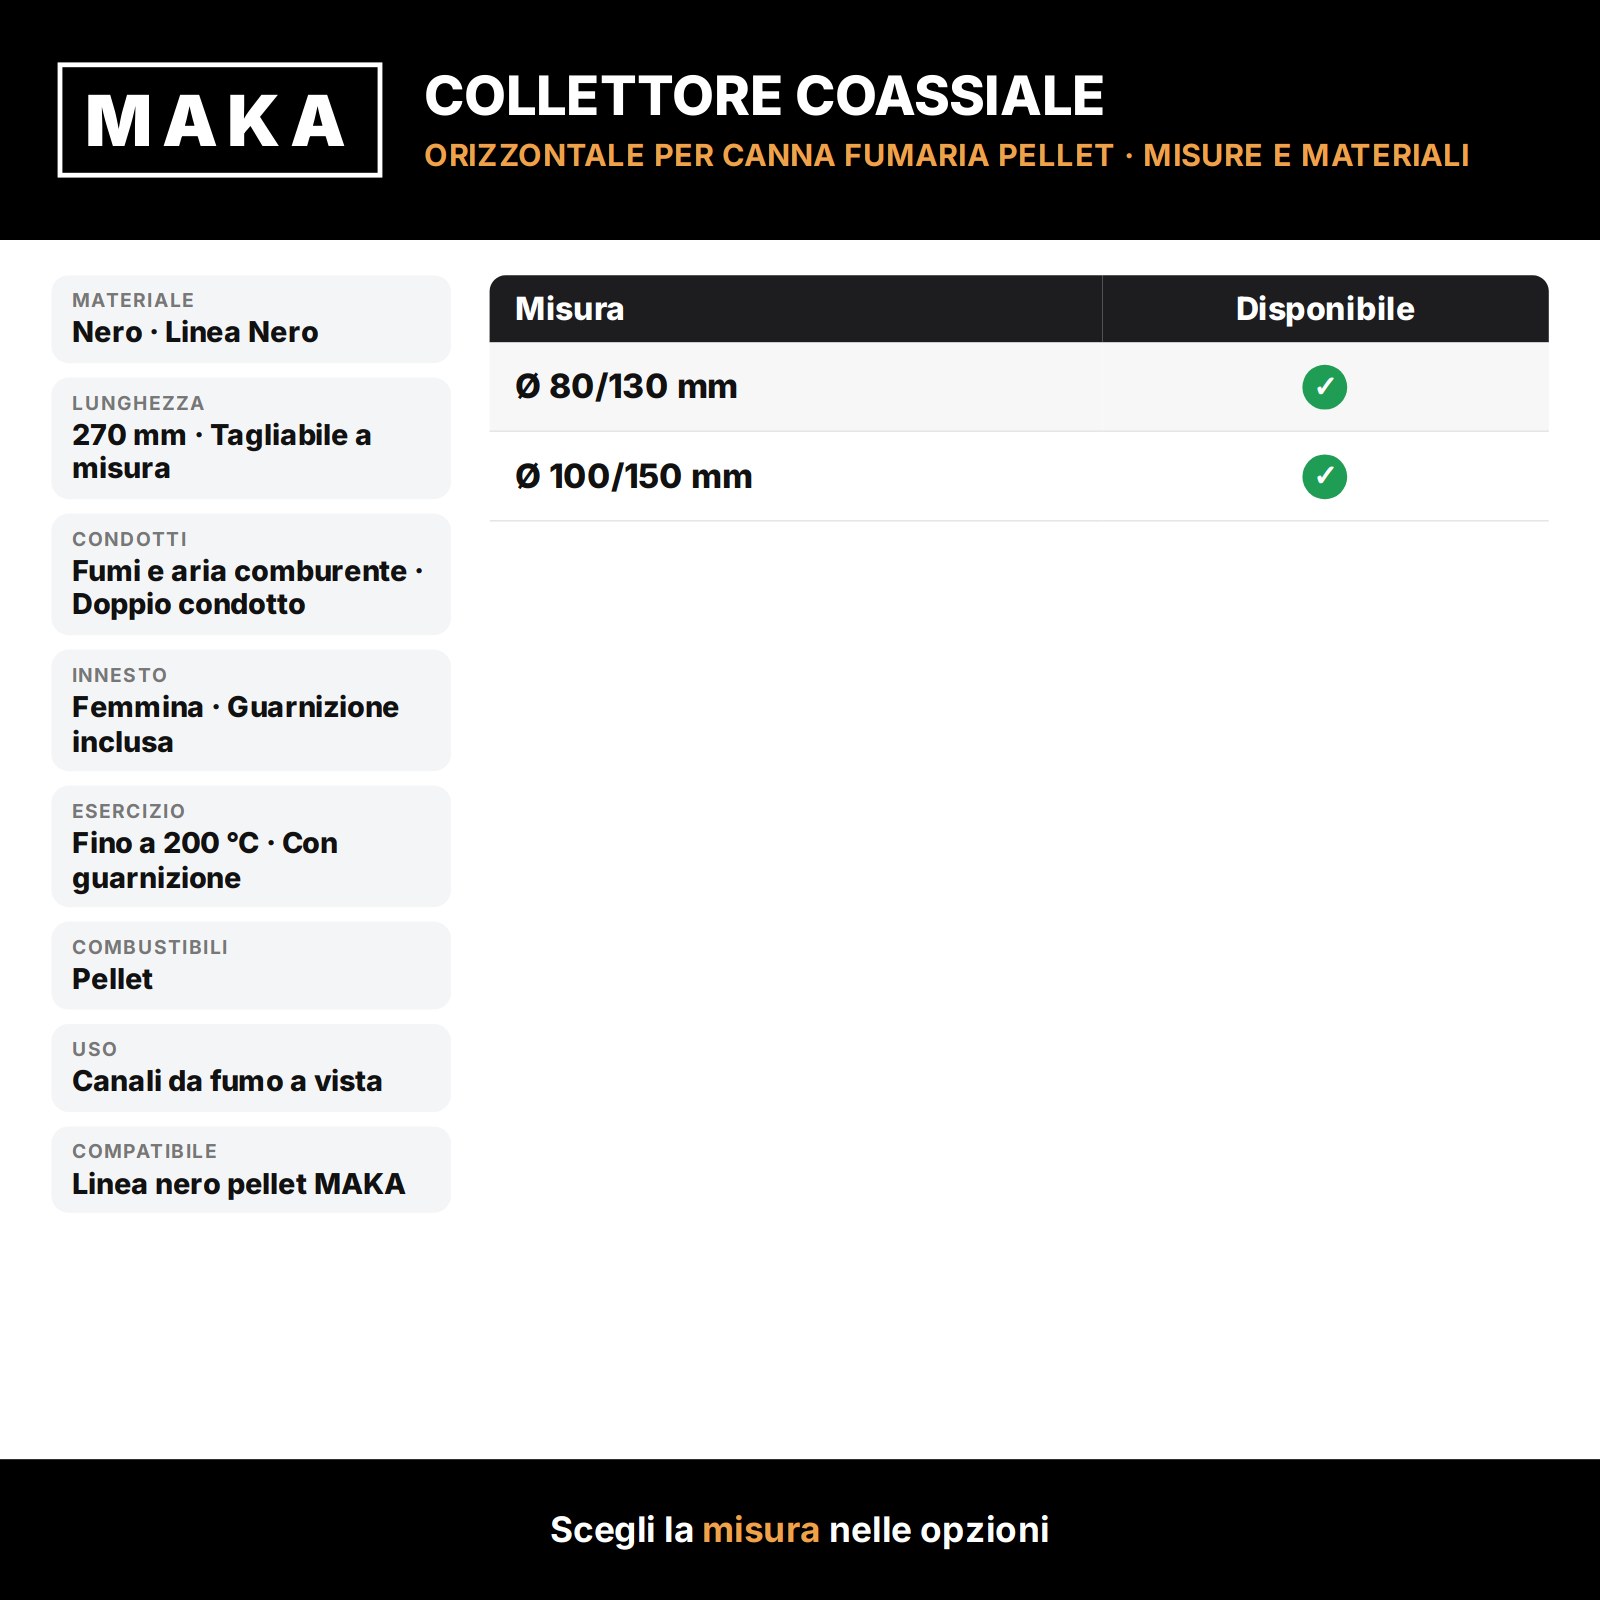 MAKA
COLLETTORE COASSIALE
ORIZZONTALE PER CANNA FUMARIA PELLET · MISURE E MATERIALI
MATERIALE
Nero · Linea Nero
LUNGHEZZA
270 mm · Tagliabile a
misura
CONDOTTI
Fumi e aria comburente ·
Doppio condotto
INNESTO
Femmina · Guarnizione
inclusa
ESERCIZIO
Fino a 200 °C · Con
guarnizione
COMBUSTIBILI
Pellet
USO
Canali da fumo a vista
COMPATIBILE
Linea nero pellet MAKA
Misura Disponibile
Ø 80/130 mm ✓
Ø 100/150 mm ✓
Scegli la misura nelle opzioni